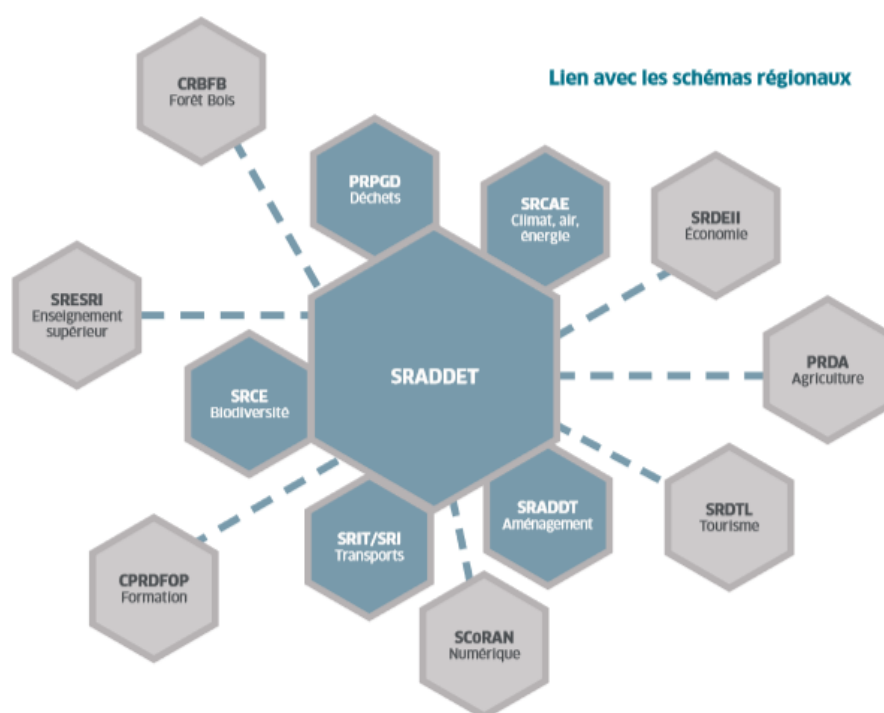 CRBFB
Forêt Bois
Lien avec les schémas régionaux
PRPGD
Déchets
SRCAE
Climat, air,
énergie
SRDEII
Économie
SRESRI
Enseignement
supérieur
SRADDET
PRDA
Agriculture
SRCE
Biodiversité
SRADDT
Aménagement
SRDTL
Tourisme
SRIT/SRI
Transports
CPRDFOP
Formation
SCoRAN
Numérique